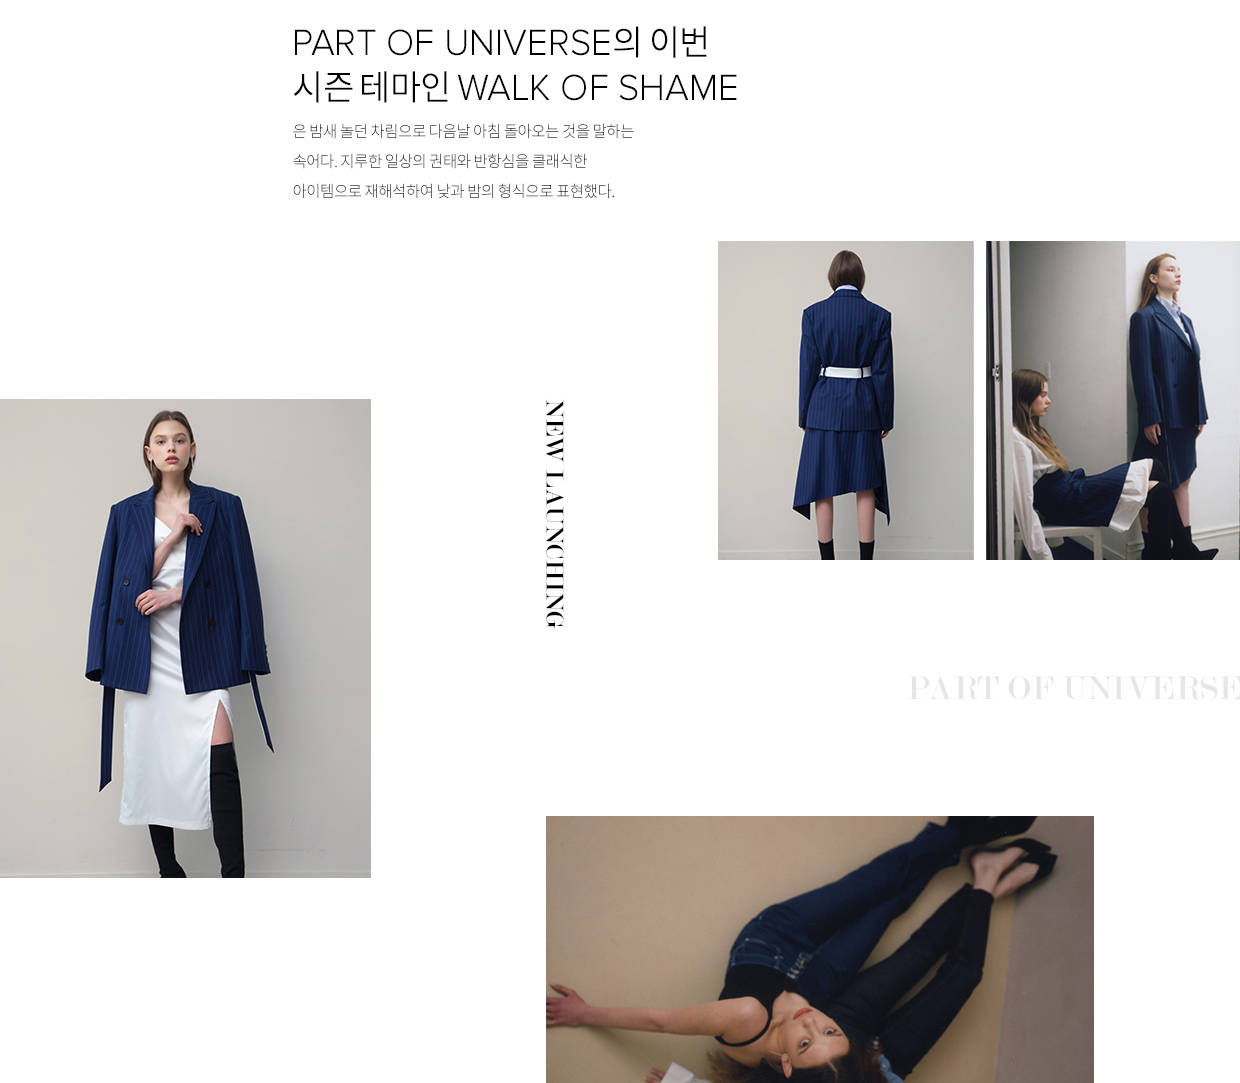 PART OF UNIVERSE의 이번
시즌 테마인 WALK OF SHAME
은 밤새 놀던 차림으로 다음날 아침 돌아오는 것을 말하는
속어다. 지루한 일상의 권태와 반항심을 클래식한
아이템으로 재해석하여 낮과 밤의 형식으로 표현했다.
NEW LAUNCHING
PART OF UNIVERSE